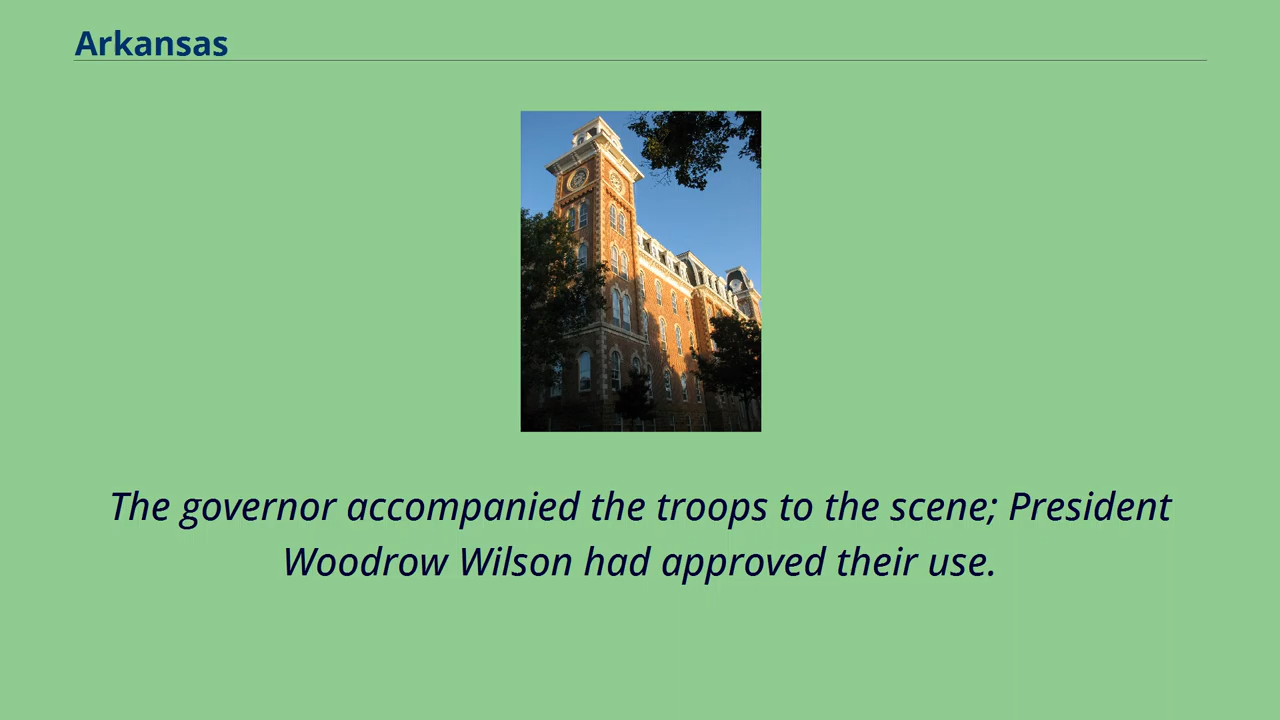 Arkansas
The governor accompanied the troops to the scene; President
Woodrow Wilson had approved their use.